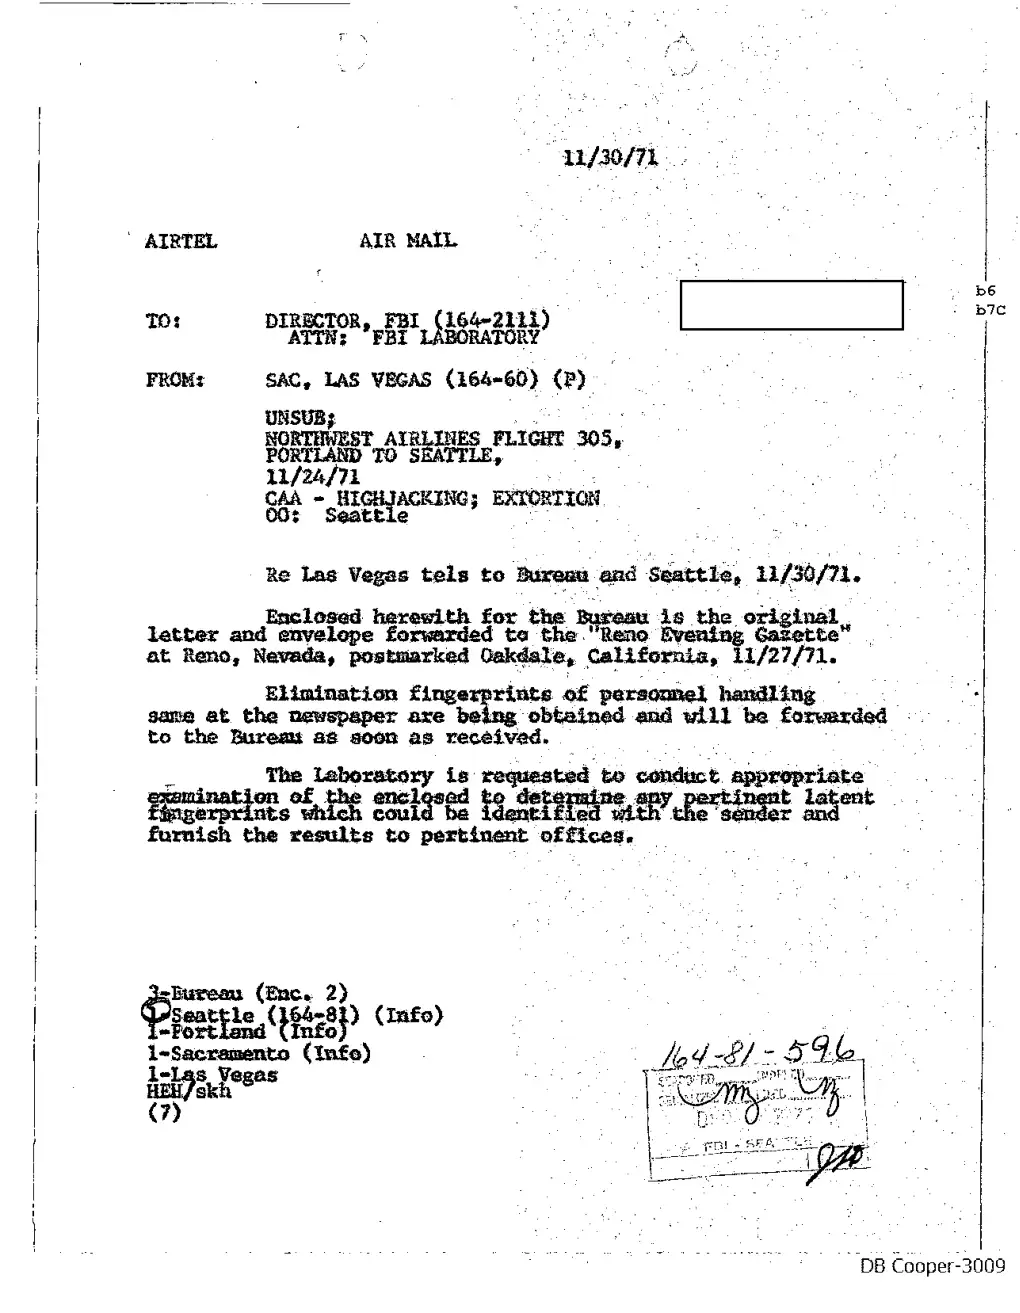 11/30/71
AIRTEL AIR MAIL
b6
b7C
TO: DIRECTOR, FBI (164-2111)
ATTN: FBI LABORATORY
FROM: SAC, LAS VEGAS (164-60) (P)
UNSUB;
NORTHWEST AIRLINES FLIGHT 305,
PORTLAND TO SEATTLE,
11/24/71
CAA - HIGHJACKING; EXTORTION
OO: Seattle
Re Las Vegas tels to Bureau and Seattle, 11/30/71.
Enclosed herewith for the Bureau is the original
letter and envelope forwarded to the "Reno Evening Gazette"
at Reno, Nevada, postmarked Oakdale, California, 11/27/71.
Elimination fingerprints of personnel handling
same at the newspaper are being obtained and will be forwarded
to the Bureau as soon as received.
The Laboratory is requested to conduct appropriate
examination of the enclosed to determine any pertinent latent
fingerprints which could be identified with the sender and
furnish the results to pertinent offices.
3-Bureau (Enc. 2)
1-Seattle (164-81) (Info)
1-Portland (Info)
1-Sacramento (Info)
1-Las Vegas
HEH/skh
(7)
164-81-596
FBI - SEATTLE
DB Cooper-3009